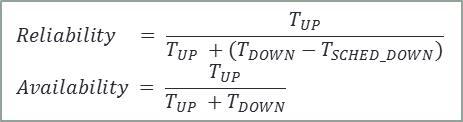 Reliability = T_UP / (T_UP + (T_DOWN − T_SCHED_DOWN))
Availability = T_UP / (T_UP + T_DOWN)